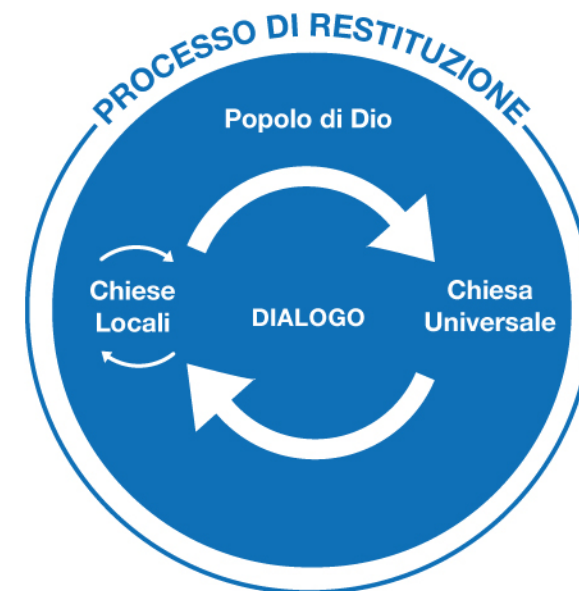 PROCESSO DI RESTITUZIONE
Popolo di Dio
Chiese
Locali
DIALOGO
Chiesa
Universale